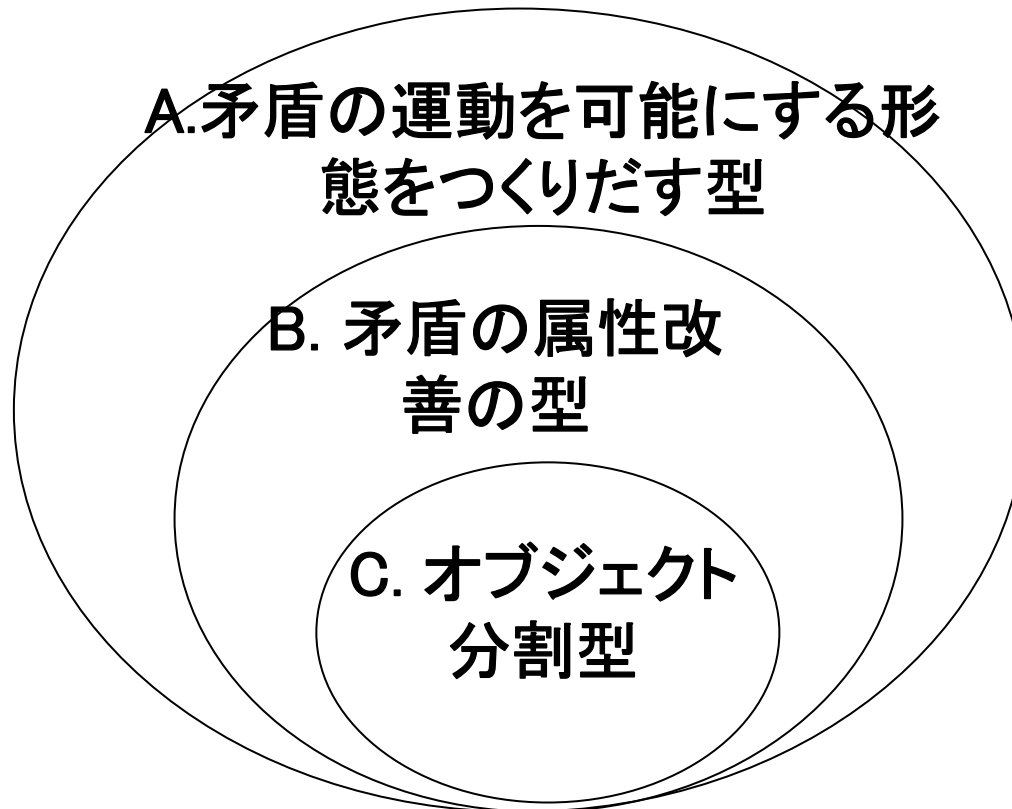 A.矛盾の運動を可能にする形
態をつくりだす型
B. 矛盾の属性改
善の型
C. オブジェクト
分割型